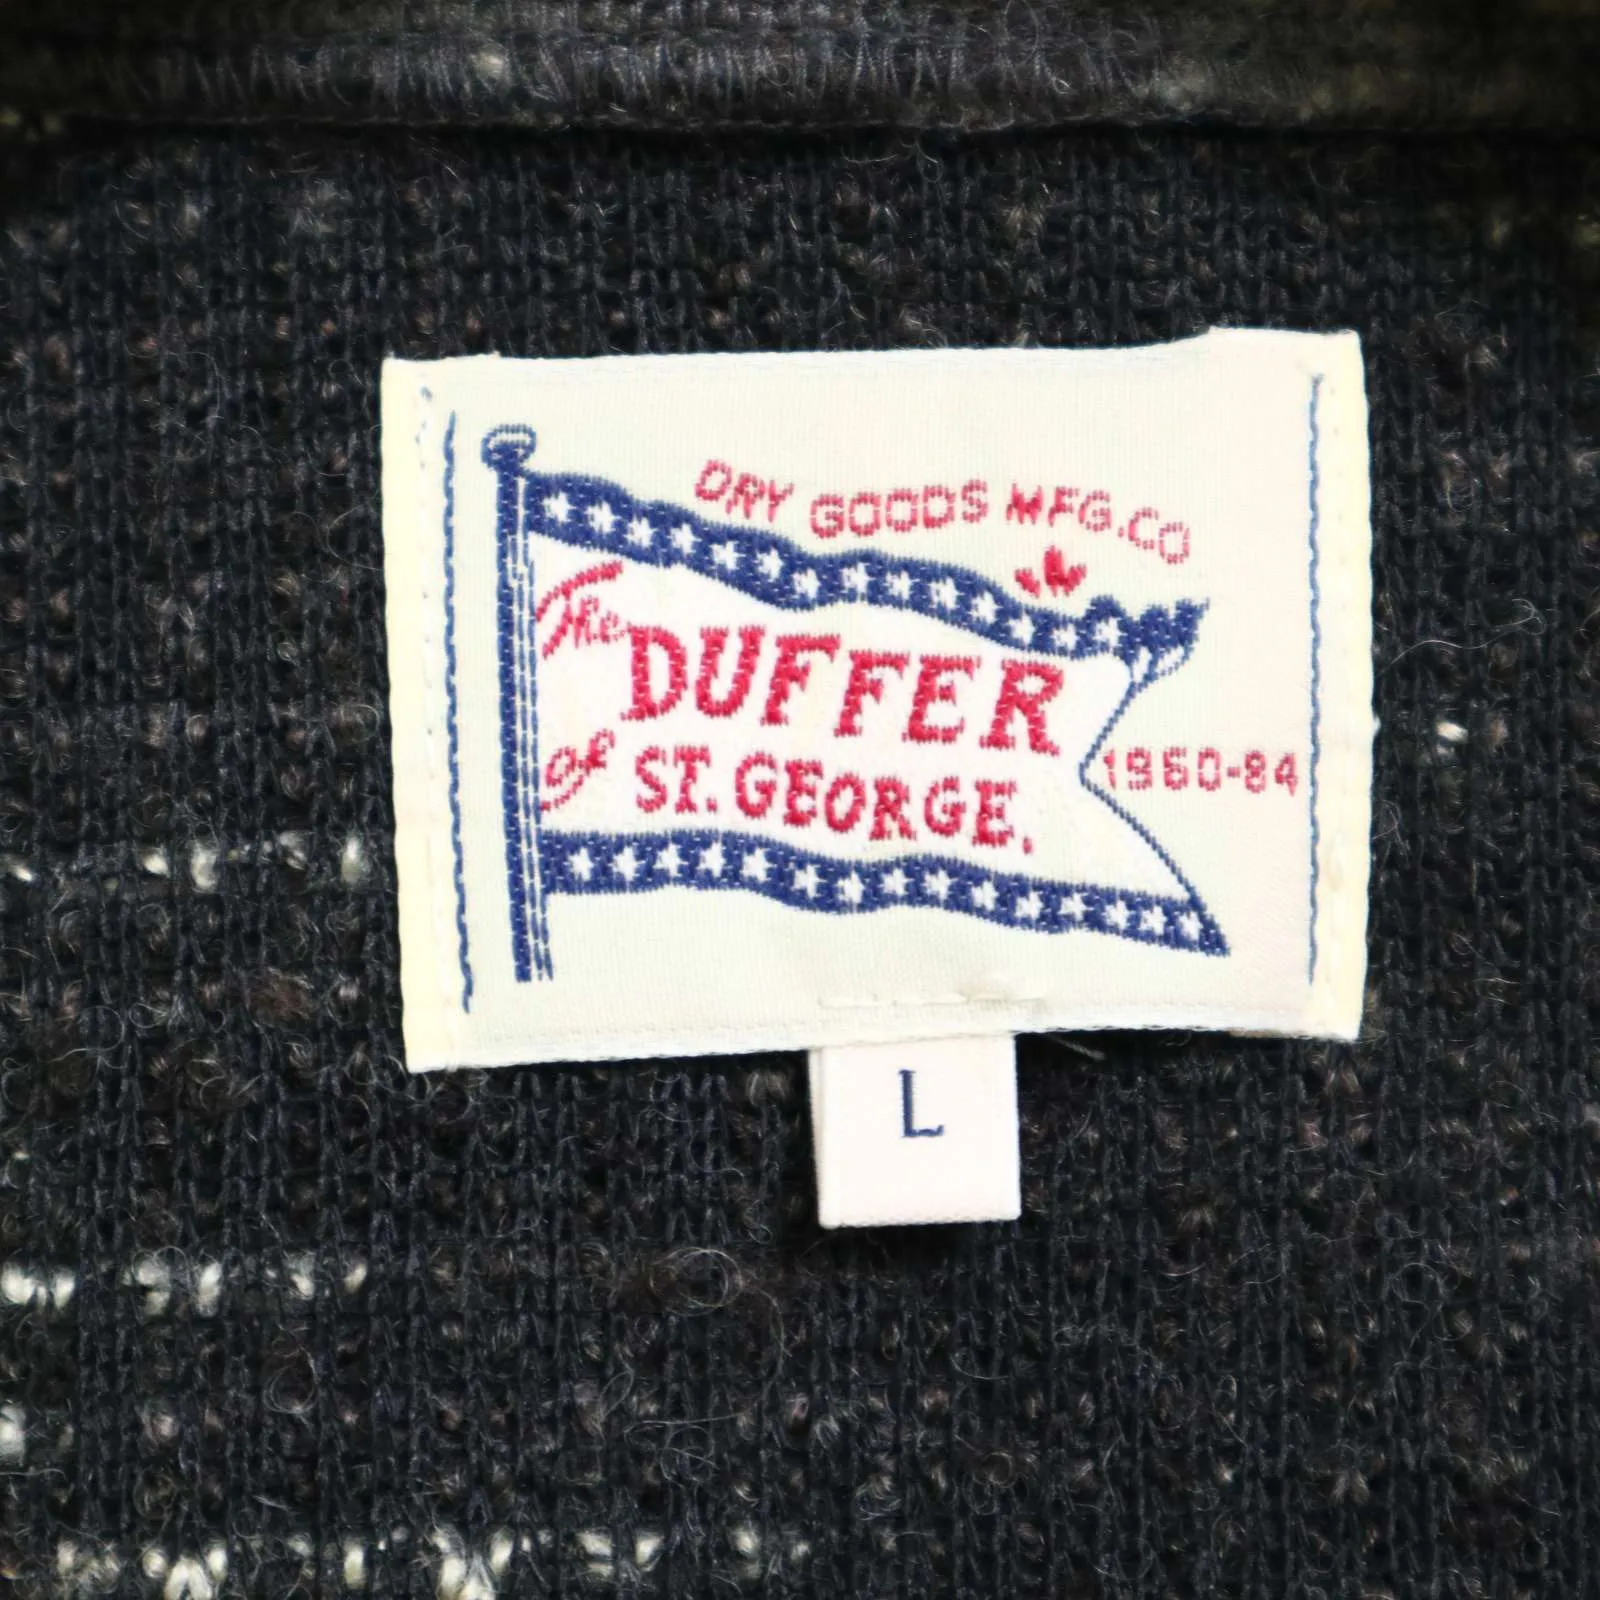 DRY GOODS MFG.CO
The DUFFER
of ST. GEORGE.
1960-84
L